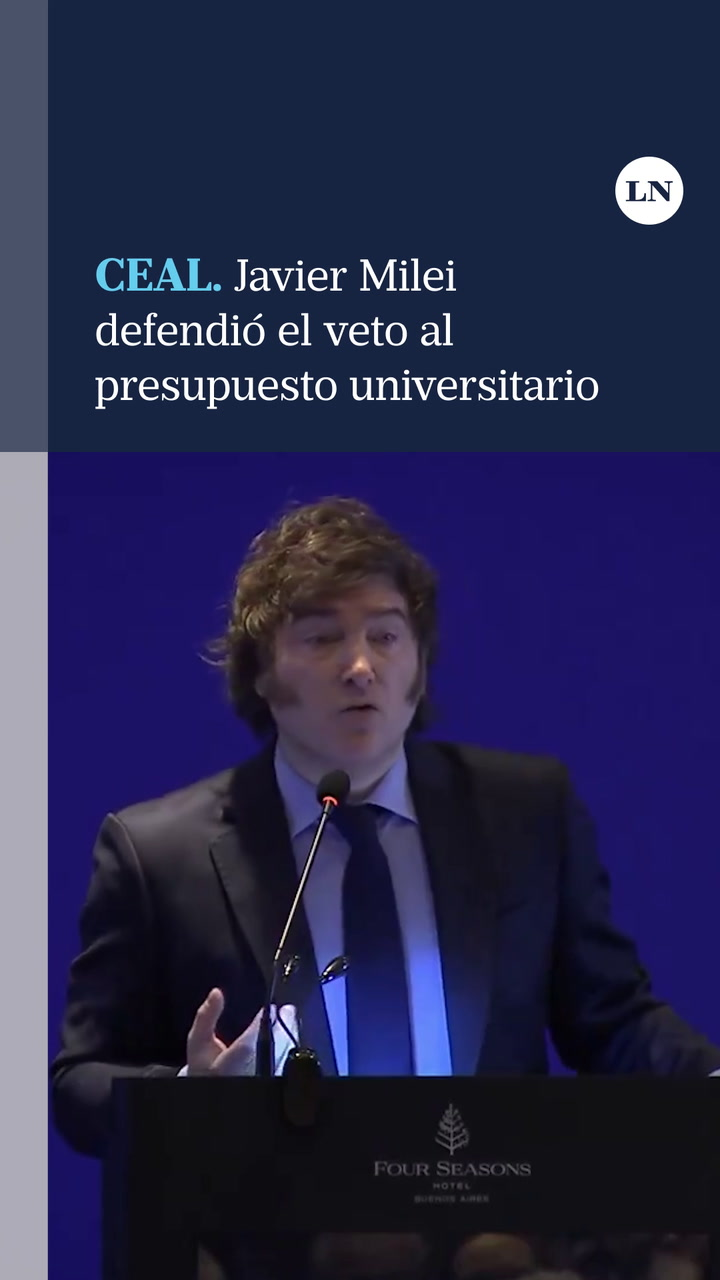 LN
CEAL. Javier Milei
defendió el veto al
presupuesto universitario
FOUR SEASONS
HOTEL
BUENOS AIRES